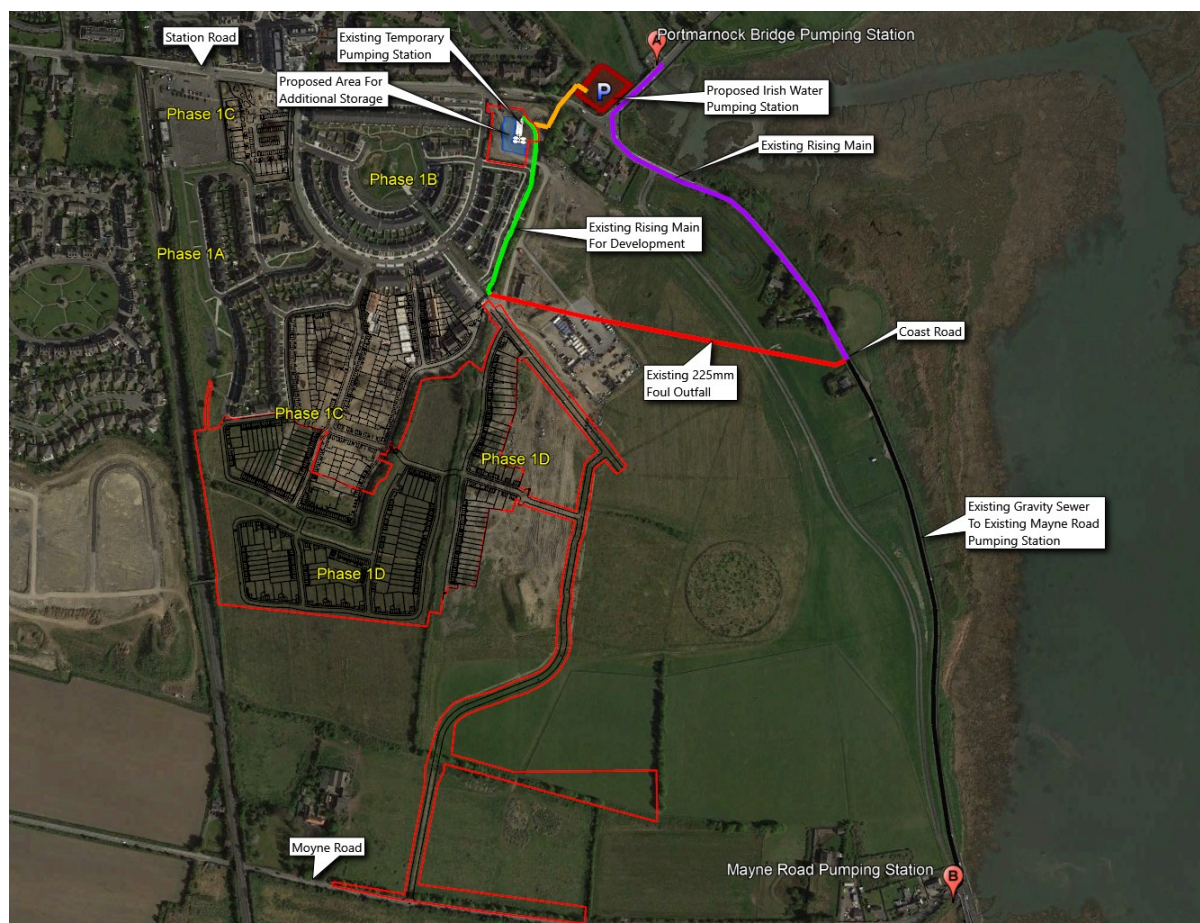 Station Road
Existing Temporary
Pumping Station
A
Portmarnock Bridge Pumping Station
Proposed Area For
Additional Storage
P
Proposed Irish Water
Pumping Station
Phase 1C
Existing Rising Main
Phase 1B
Existing Rising Main
For Development
Phase 1A
Coast Road
Existing 225mm
Foul Outfall
Phase 1C
Phase 1D
Existing Gravity Sewer
To Existing Mayne Road
Pumping Station
Phase 1D
Moyne Road
Mayne Road Pumping Station
B